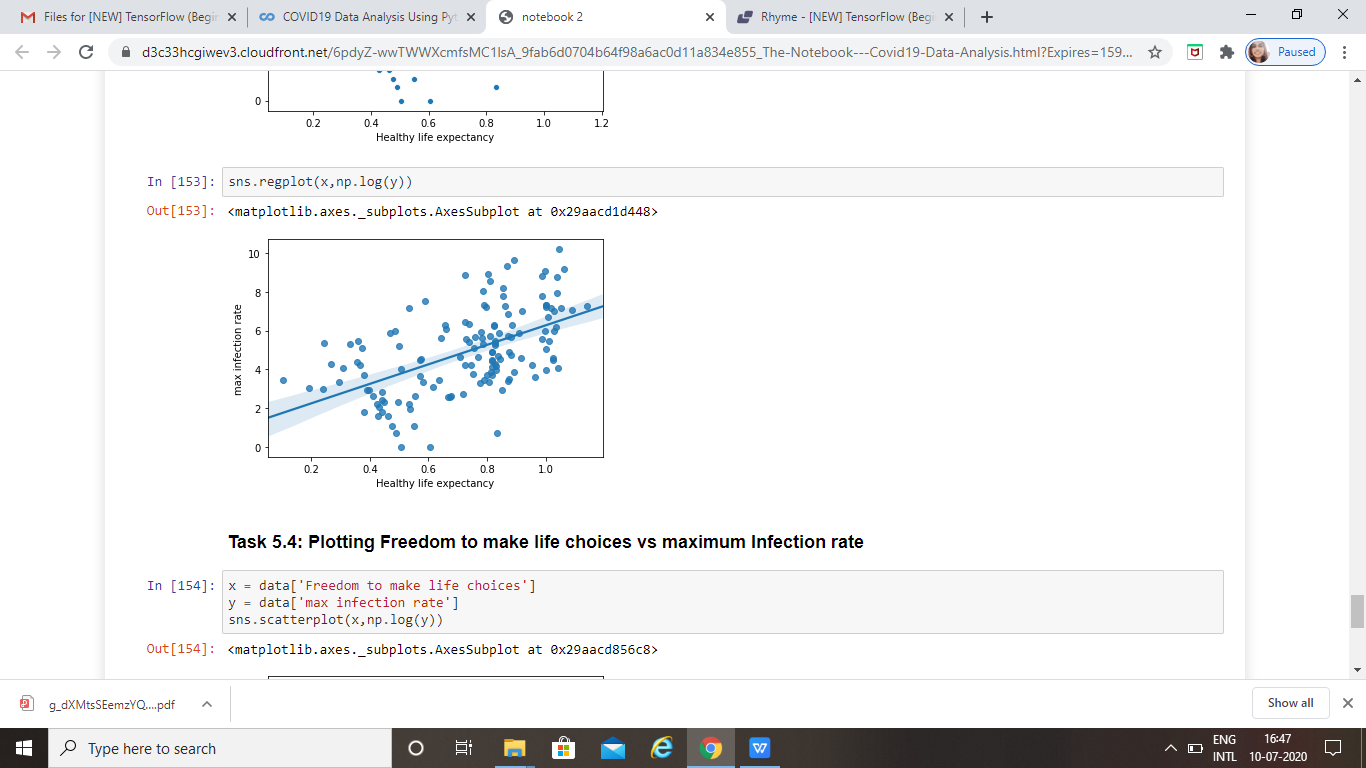 Files for [NEW] TensorFlow (Begin
COVID19 Data Analysis Using Pyt
notebook 2
Rhyme - [NEW] TensorFlow (Begi
d3c33hcgiwev3.cloudfront.net/6pdyZ-wwTWWXcmfsMC1lsA_9fab6d0704b64f98a6ac0d11a834e855_The-Notebook---Covid19-Data-Analysis.html?Expires=159...
Paused
0
0.2 0.4 0.6 0.8 1.0 1.2
Healthy life expectancy
In [153]: sns.regplot(x,np.log(y))
Out[153]: <matplotlib.axes._subplots.AxesSubplot at 0x29aacd1d448>
10
8
6
4
2
0
max infection rate
0.2 0.4 0.6 0.8 1.0
Healthy life expectancy
Task 5.4: Plotting Freedom to make life choices vs maximum Infection rate
In [154]: x = data['Freedom to make life choices']
y = data['max infection rate']
sns.scatterplot(x,np.log(y))
Out[154]: <matplotlib.axes._subplots.AxesSubplot at 0x29aacd856c8>
g_dXMtsSEemzYQ....pdf
Show all
Type here to search
ENG
INTL
16:47
10-07-2020